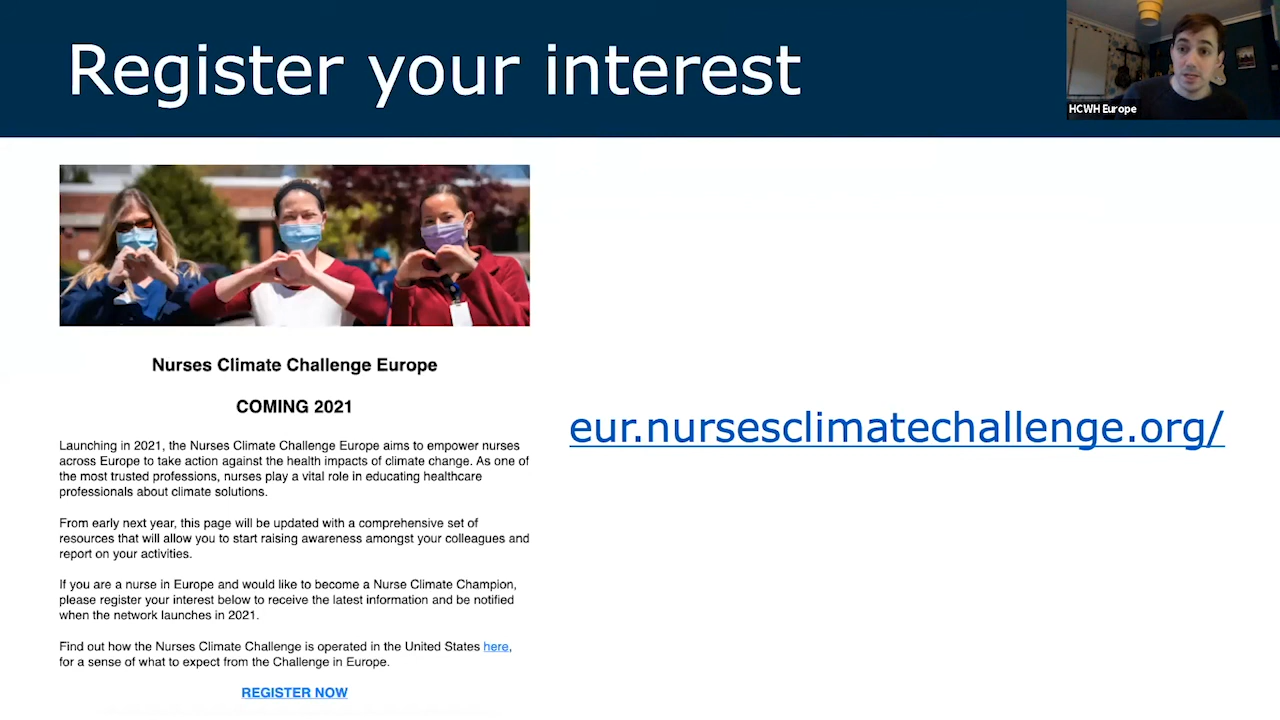 Register your interest
HCWH Europe
Nurses Climate Challenge Europe
COMING 2021
Launching in 2021, the Nurses Climate Challenge Europe aims to empower nurses
across Europe to take action against the health impacts of climate change. As one of
the most trusted professions, nurses play a vital role in educating healthcare
professionals about climate solutions.
From early next year, this page will be updated with a comprehensive set of
resources that will allow you to start raising awareness amongst your colleagues and
report on your activities.
If you are a nurse in Europe and would like to become a Nurse Climate Champion,
please register your interest below to receive the latest information and be notified
when the network launches in 2021.
Find out how the Nurses Climate Challenge is operated in the United States here,
for a sense of what to expect from the Challenge in Europe.
REGISTER NOW
eur.nursesclimatechallenge.org/